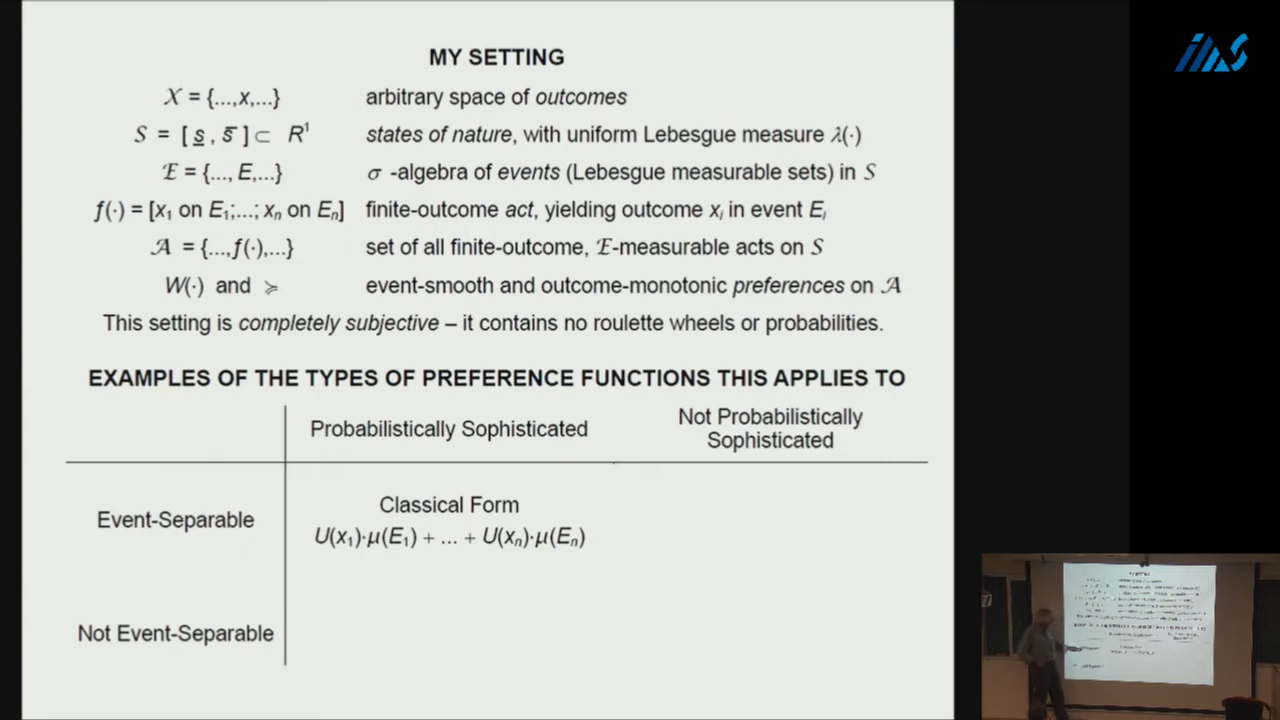 MY SETTING
X = {...,x,...} arbitrary space of outcomes
S = [s̲, s̅] ⊂ R¹ states of nature, with uniform Lebesgue measure λ(·)
ℰ = {..., E,...} σ -algebra of events (Lebesgue measurable sets) in S
f(·) = [x₁ on E₁;...; xₙ on Eₙ] finite-outcome act, yielding outcome xᵢ in event Eᵢ
𝒜 = {...,f(·),...} set of all finite-outcome, ℰ-measurable acts on S
W(·) and ≽ event-smooth and outcome-monotonic preferences on 𝒜
This setting is completely subjective – it contains no roulette wheels or probabilities.
EXAMPLES OF THE TYPES OF PREFERENCE FUNCTIONS THIS APPLIES TO
Probabilistically Sophisticated
Not Probabilistically
Sophisticated
Event-Separable
Classical Form
U(x₁)·μ(E₁) + ... + U(xₙ)·μ(Eₙ)
Not Event-Separable